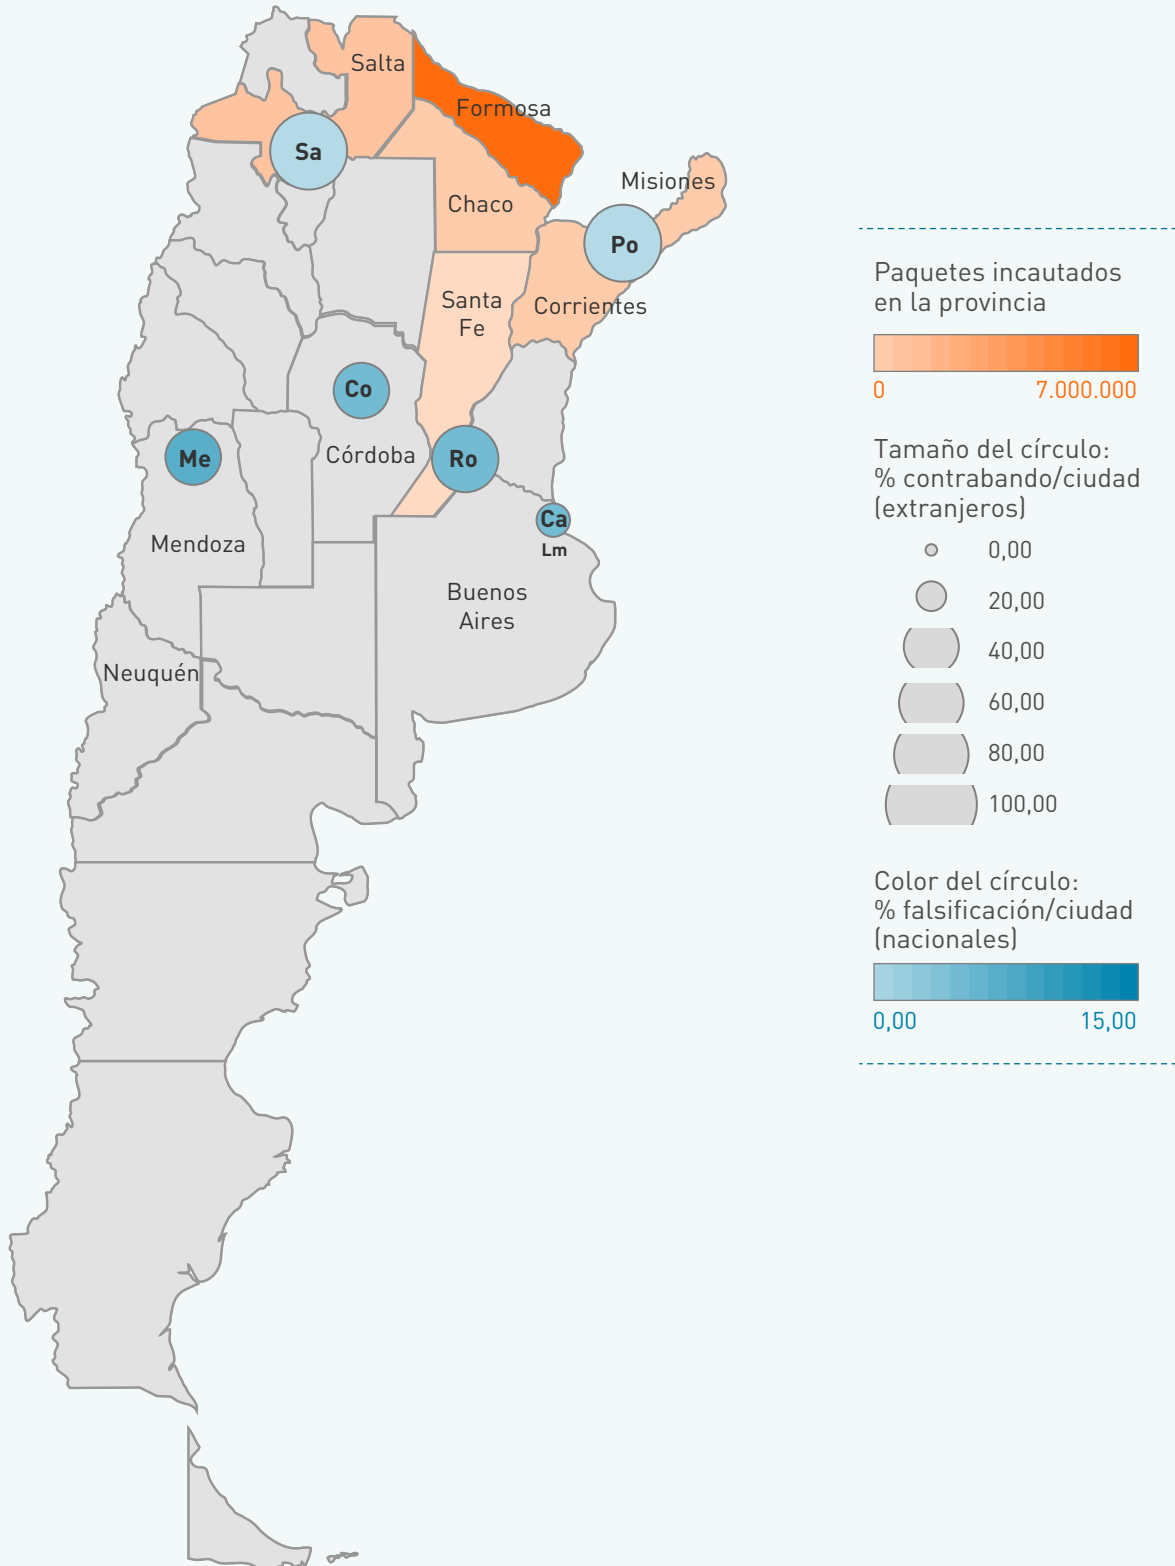 Salta
Formosa
Sa
Misiones
Chaco
Po
Santa
Fe
Corrientes
Co
Córdoba
Me
Ro
Ca
Lm
Mendoza
Buenos
Aires
Neuquén
Paquetes incautados
en la provincia
0 7.000.000
Tamaño del círculo:
% contrabando/ciudad
(extranjeros)
0,00
20,00
40,00
60,00
80,00
100,00
Color del círculo:
% falsificación/ciudad
(nacionales)
0,00 15,00